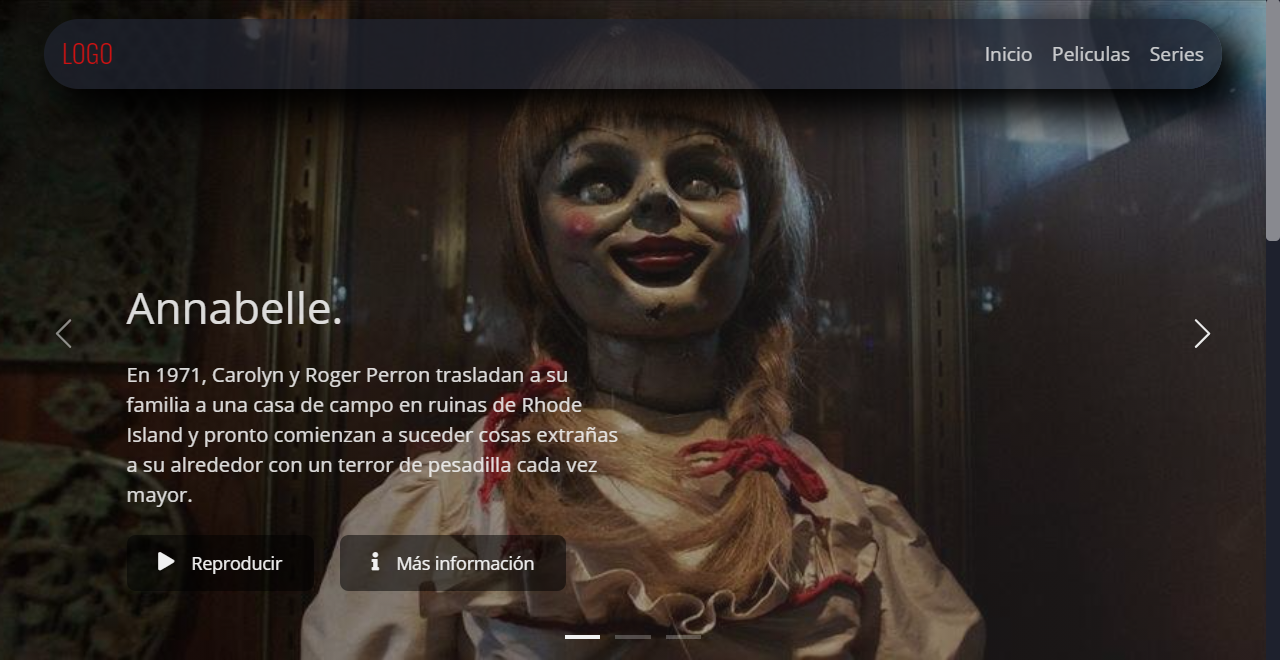 LOGO
Inicio Peliculas Series
Annabelle.
En 1971, Carolyn y Roger Perron trasladan a su
familia a una casa de campo en ruinas de Rhode
Island y pronto comienzan a suceder cosas extrañas
a su alrededor con un terror de pesadilla cada vez
mayor.
Reproducir Más información